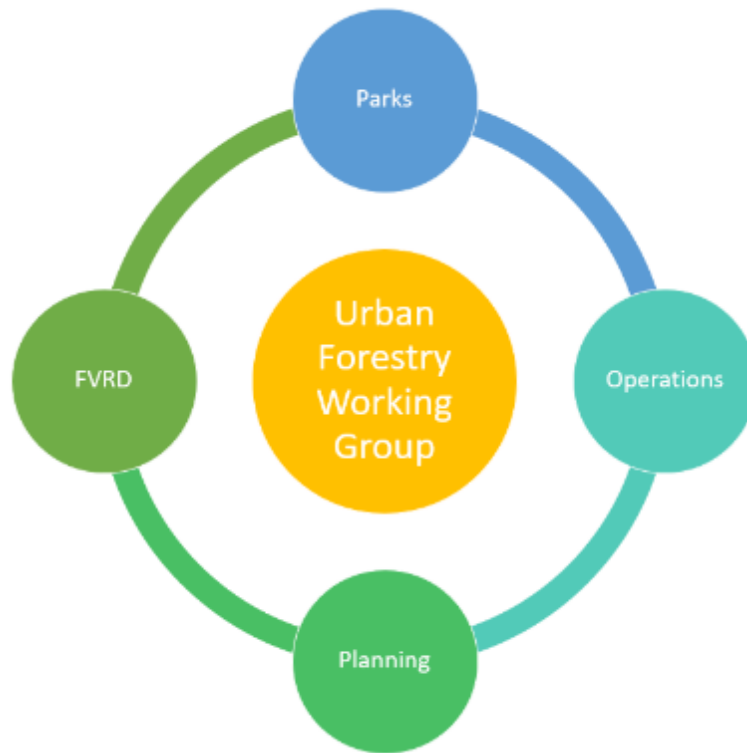 Parks
Urban
Forestry
Working
Group
FVRD
Operations
Planning